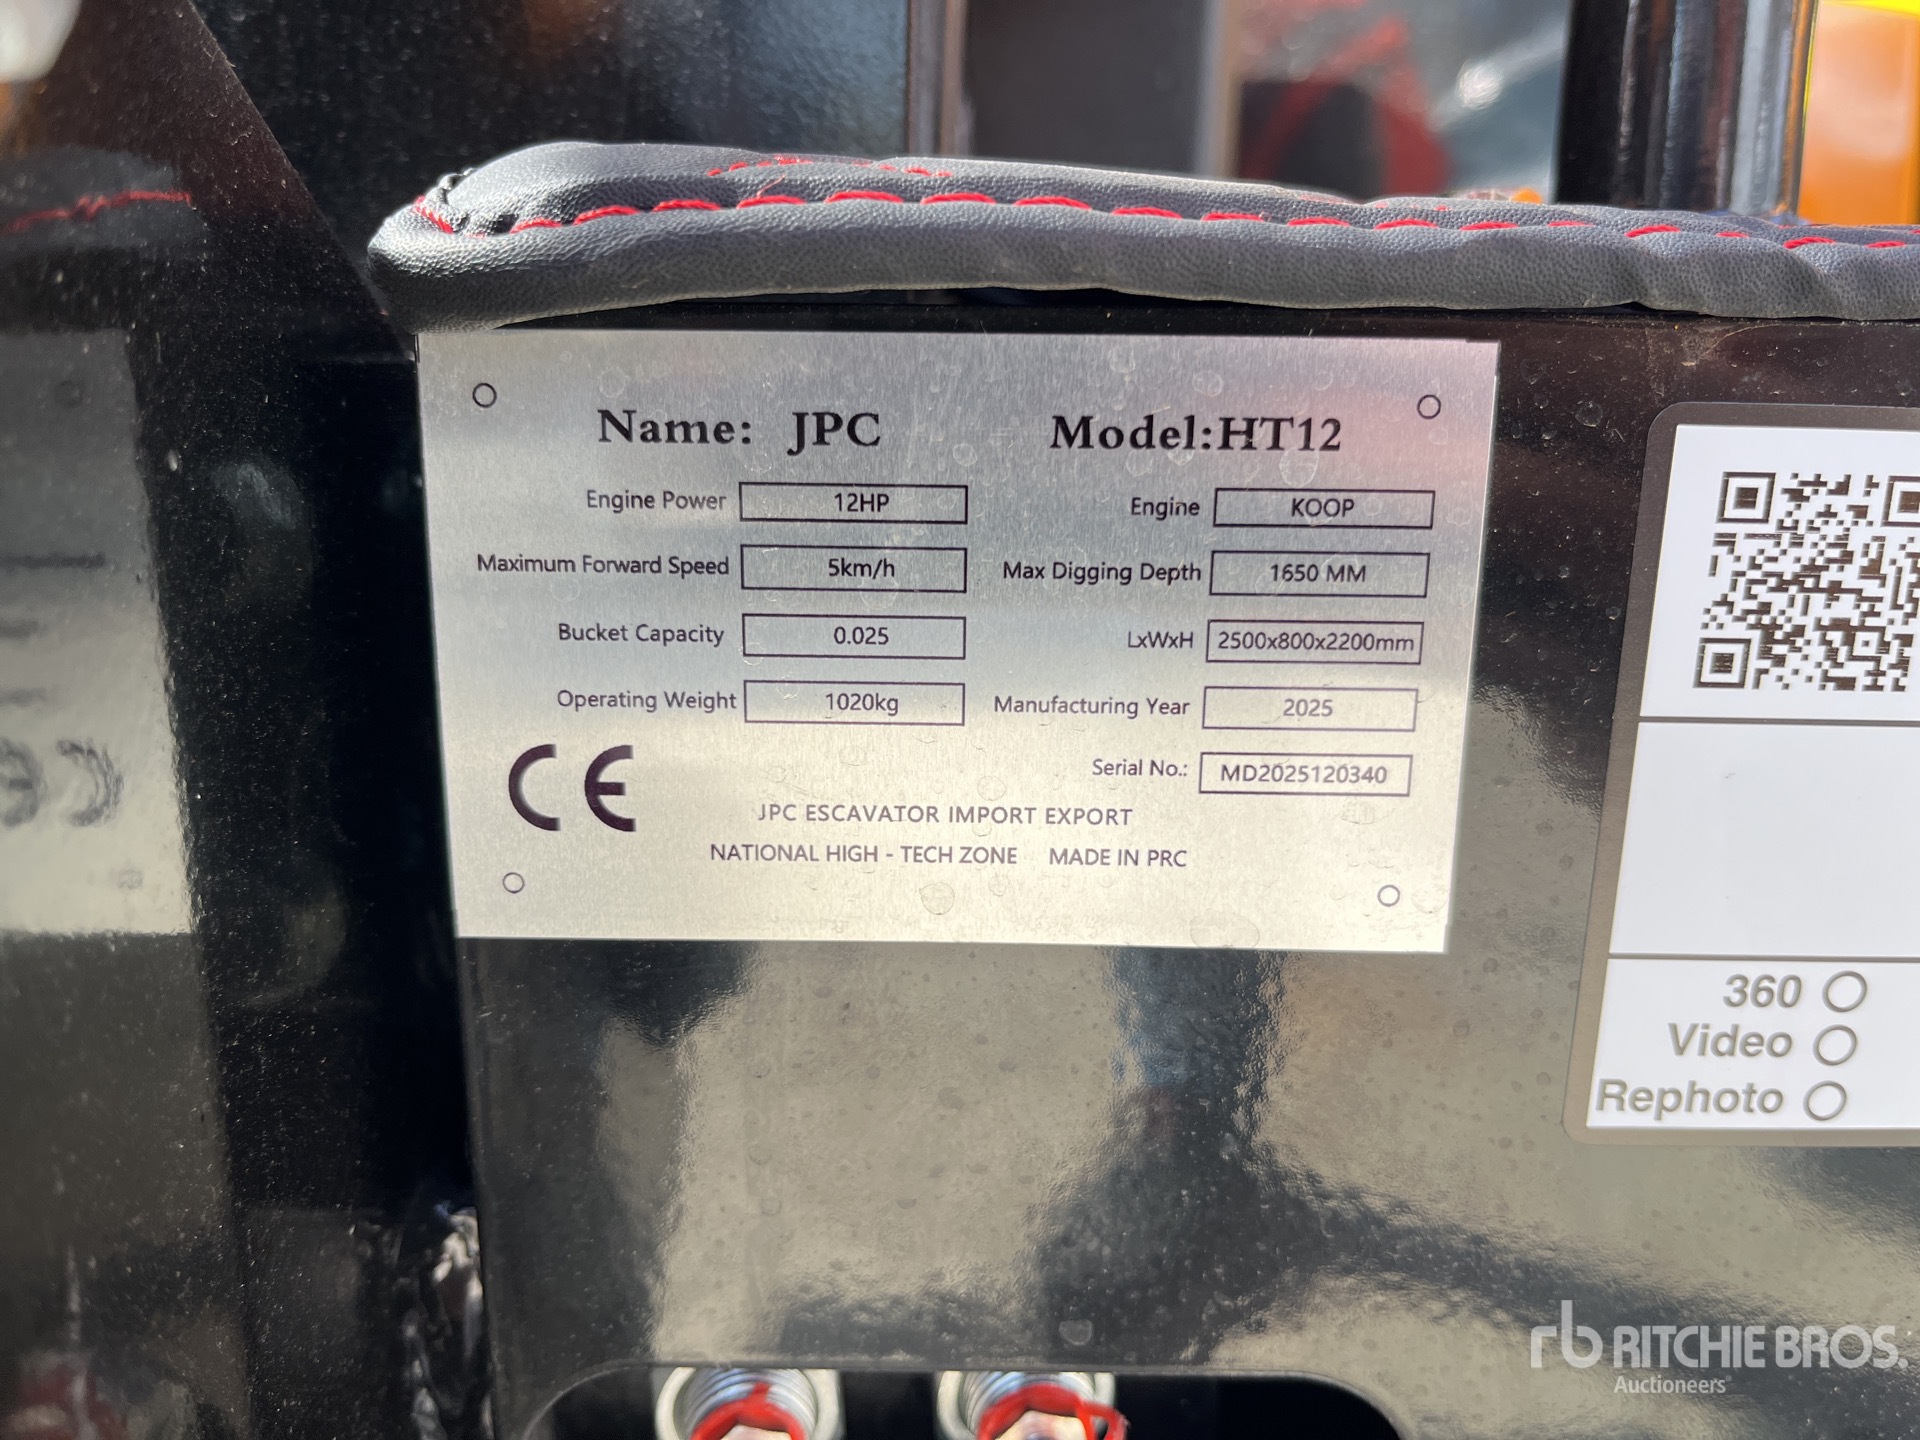 Name: JPC Model:HT12
Engine Power 12HP Engine KOOP
Maximum Forward Speed 5km/h Max Digging Depth 1650 MM
Bucket Capacity 0.025 LxWxH 2500x800x2200mm
Operating Weight 1020kg Manufacturing Year 2025
Serial No.: MD2025120340
CE
JPC ESCAVATOR IMPORT EXPORT
NATIONAL HIGH - TECH ZONE MADE IN PRC
360
Video
Rephoto
rb RITCHIE BROS.
Auctioneers